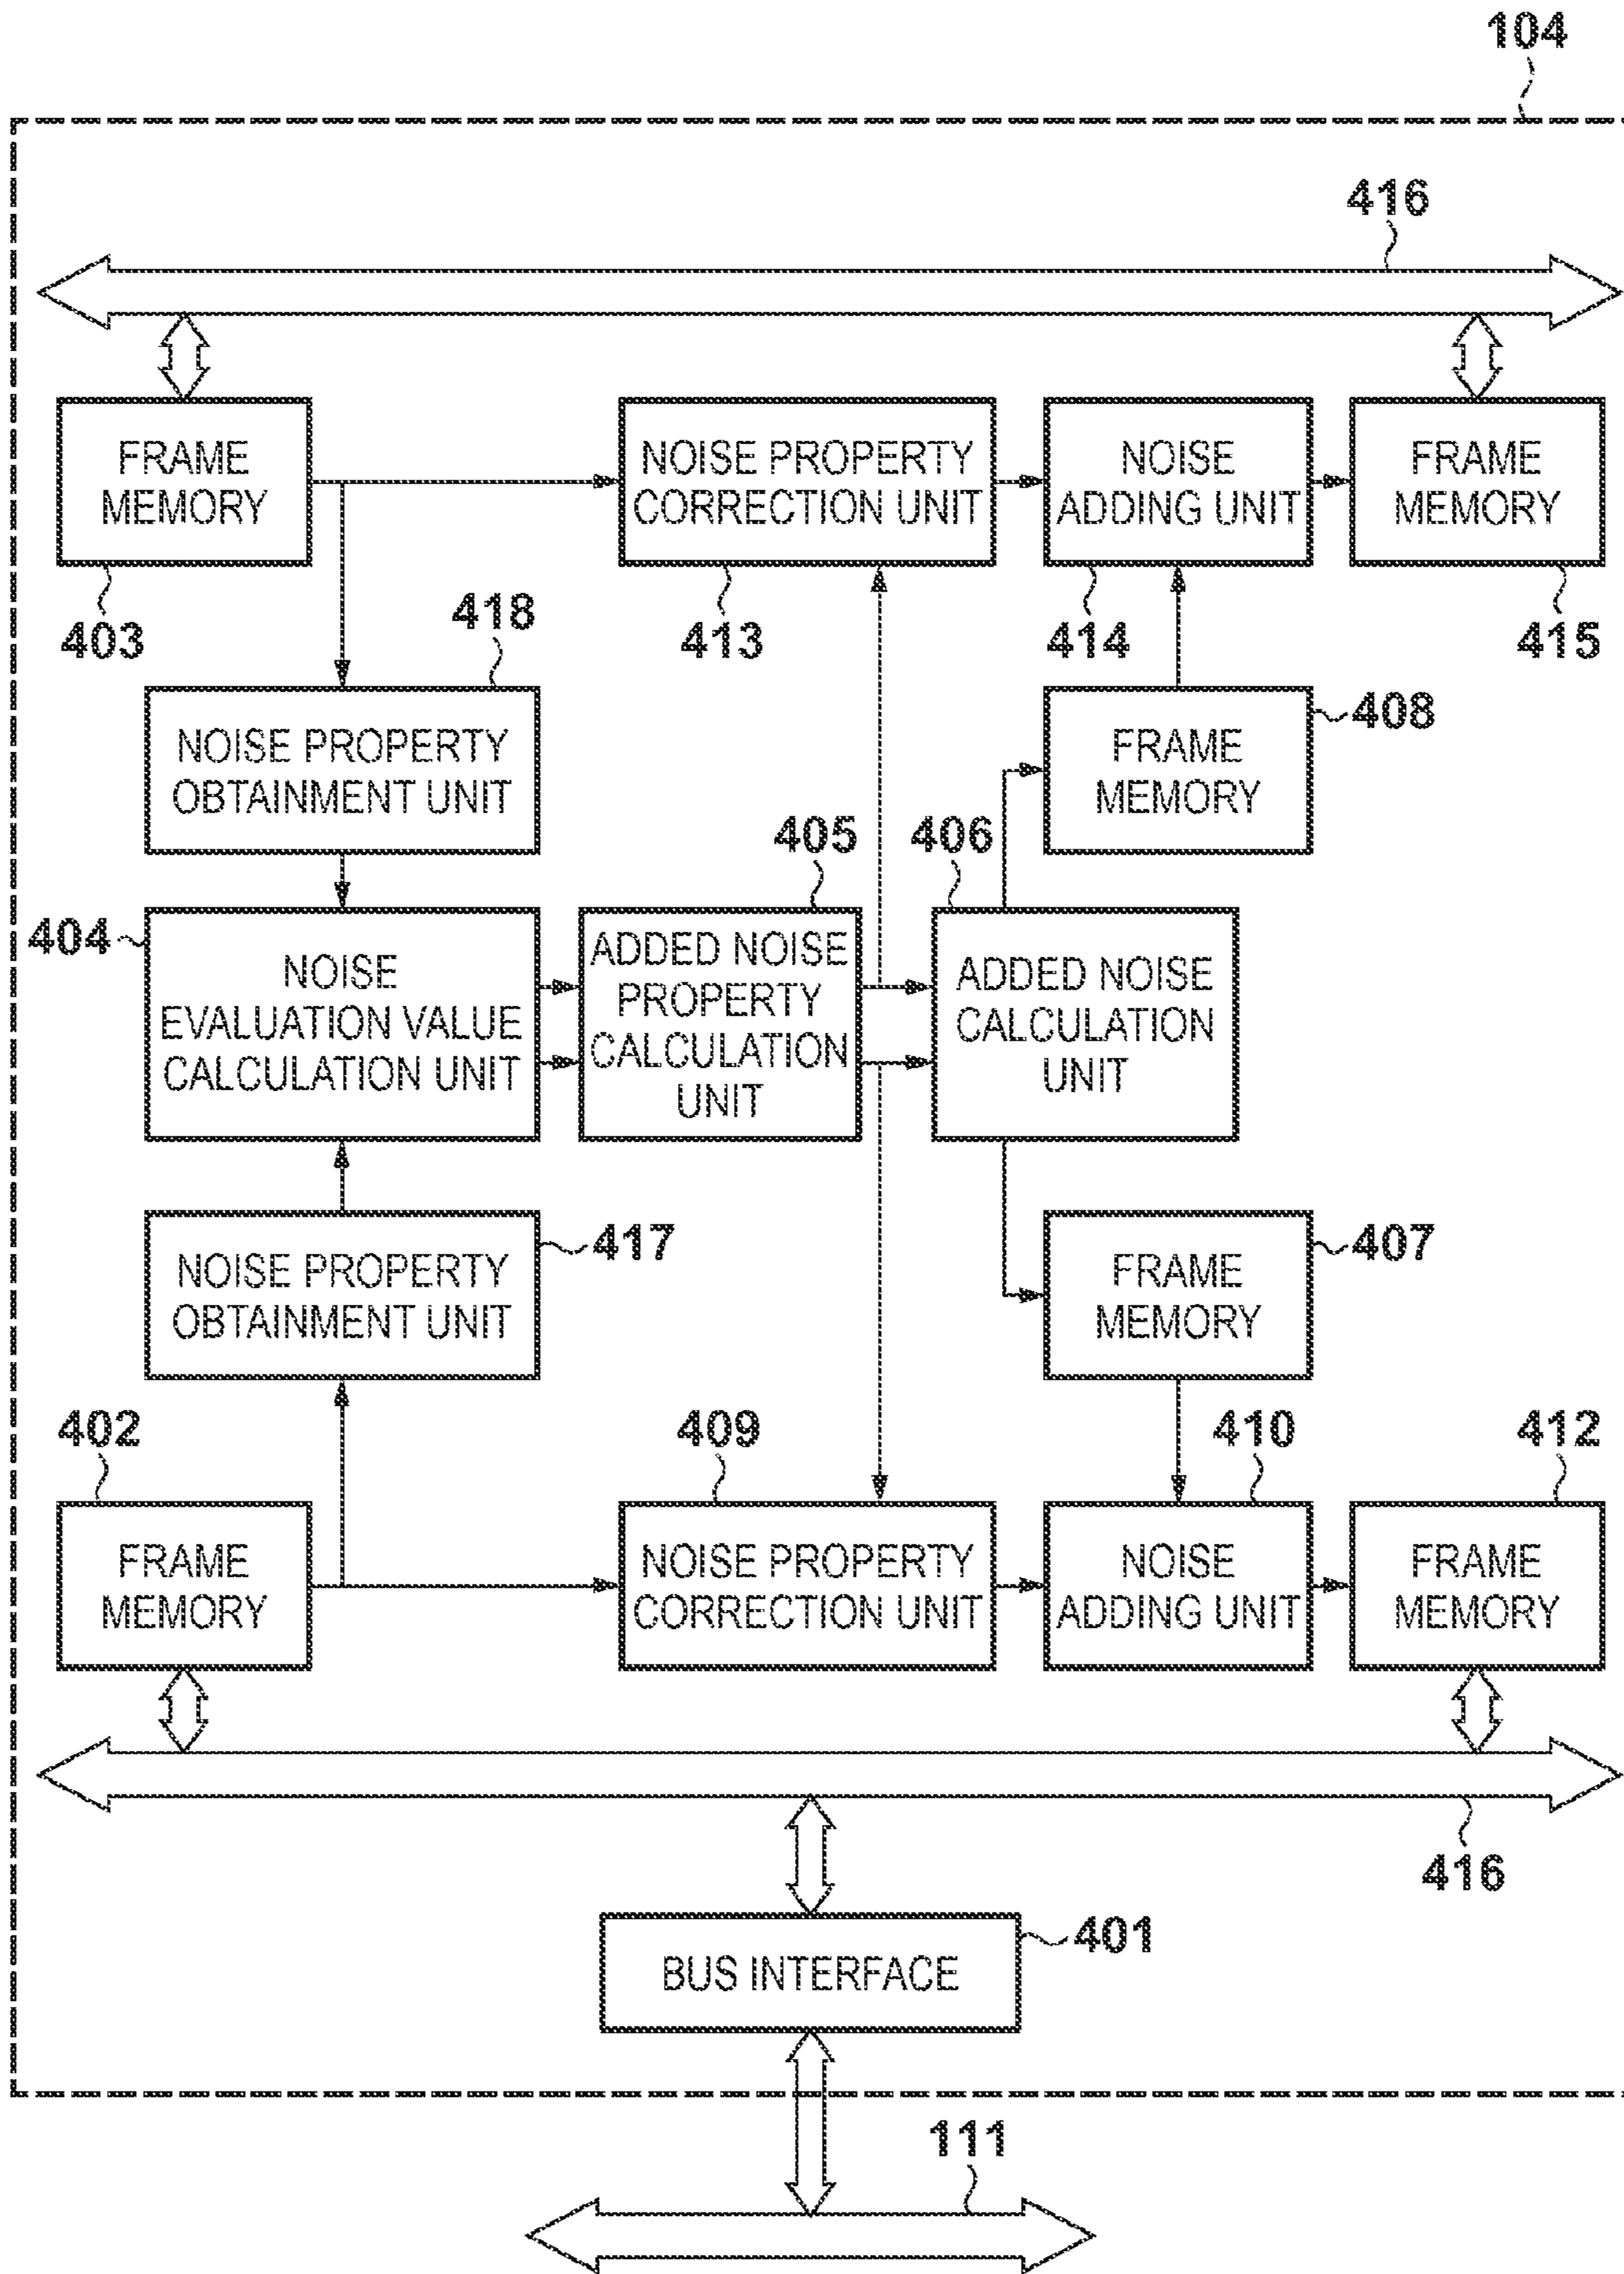 104
416
FRAME
MEMORY
NOISE PROPERTY
CORRECTION UNIT
NOISE
ADDING UNIT
FRAME
MEMORY
403
418
413
414
415
NOISE PROPERTY
OBTAINMENT UNIT
FRAME
MEMORY
408
405
406
404
NOISE
EVALUATION VALUE
CALCULATION UNIT
ADDED NOISE
PROPERTY
CALCULATION
UNIT
ADDED NOISE
CALCULATION
UNIT
NOISE PROPERTY
OBTAINMENT UNIT
417
FRAME
MEMORY
407
402
409
410
412
FRAME
MEMORY
NOISE PROPERTY
CORRECTION UNIT
NOISE
ADDING UNIT
FRAME
MEMORY
416
BUS INTERFACE
401
111